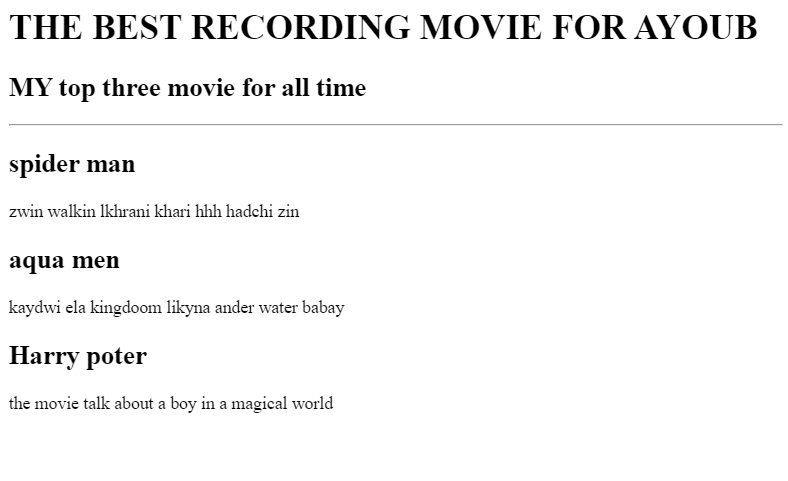 THE BEST RECORDING MOVIE FOR AYOUB
MY top three movie for all time
spider man
zwin walkin lkhrani khari hhh hadchi zin
aqua men
kaydwi ela kingdoom likyna ander water babay
Harry poter
the movie talk about a boy in a magical world